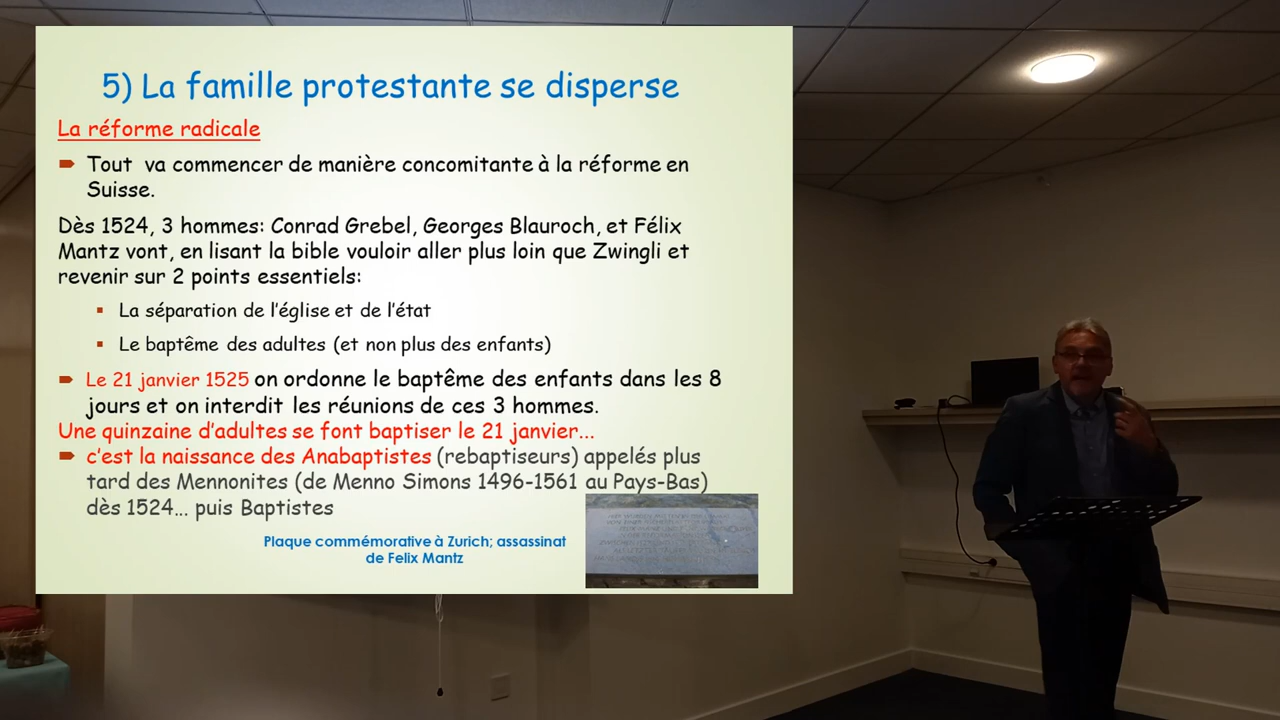 5) La famille protestante se disperse
La réforme radicale
Tout va commencer de manière concomitante à la réforme en
Suisse.
Dès 1524, 3 hommes: Conrad Grebel, Georges Blauroch, et Félix
Mantz vont, en lisant la bible vouloir aller plus loin que Zwingli et
revenir sur 2 points essentiels:
La séparation de l'église et de l'état
Le baptême des adultes (et non plus des enfants)
Le 21 janvier 1525 on ordonne le baptême des enfants dans les 8
jours et on interdit les réunions de ces 3 hommes.
Une quinzaine d'adultes se font baptiser le 21 janvier...
c'est la naissance des Anabaptistes (rebaptiseurs) appelés plus
tard des Mennonites (de Menno Simons 1496-1561 au Pays-Bas)
dès 1524... puis Baptistes
Plaque commémorative à Zurich; assassinat
de Felix Mantz